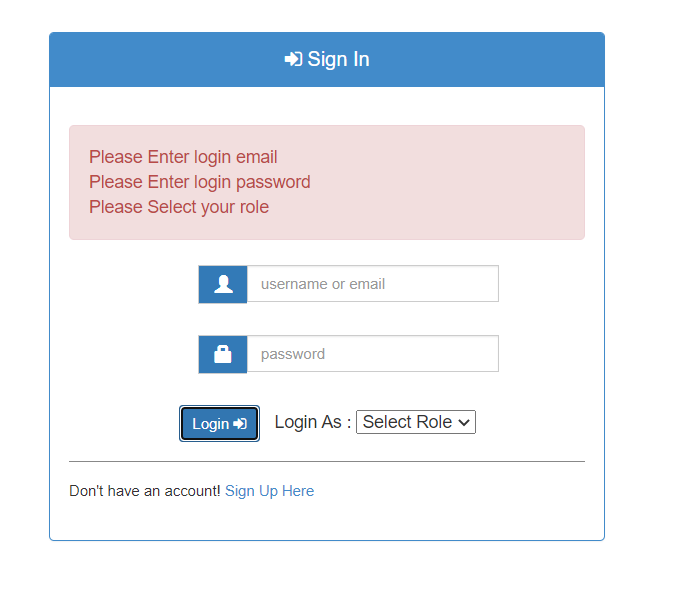 Sign In
Please Enter login email
Please Enter login password
Please Select your role
username or email
password
Login Login As : Select Role
Don't have an account! Sign Up Here